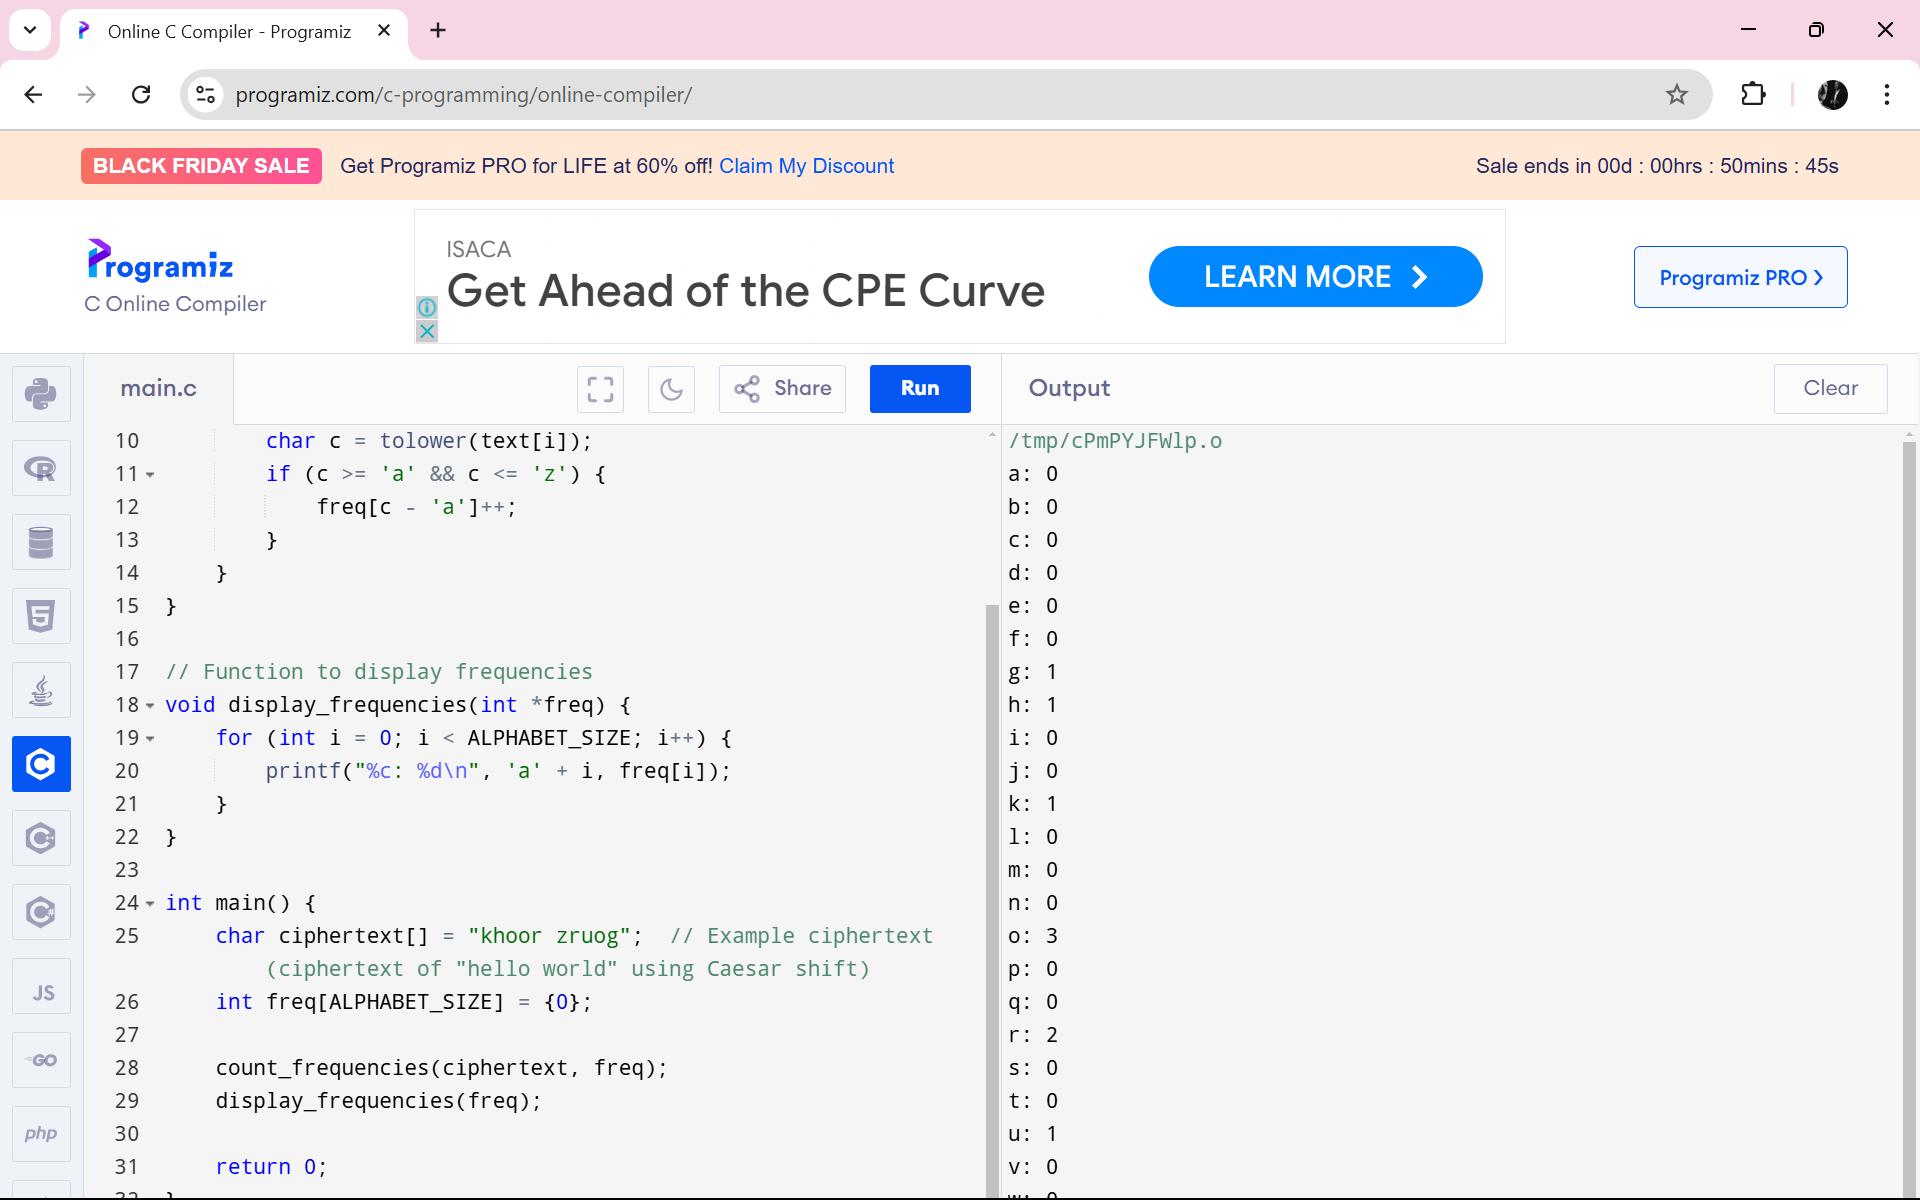 Online C Compiler - Programiz
programiz.com/c-programming/online-compiler/
BLACK FRIDAY SALE Get Programiz PRO for LIFE at 60% off! Claim My Discount Sale ends in 00d : 00hrs : 50mins : 45s
Programiz
C Online Compiler
ISACA
Get Ahead of the CPE Curve
LEARN MORE
Programiz PRO
main.c
Share
Run
Output
Clear
R
5
C
C
C#
JS
GO
php
10 char c = tolower(text[i]);
11 if (c >= 'a' && c <= 'z') {
12 freq[c - 'a']++;
13 }
14 }
15 }
16
17 // Function to display frequencies
18 void display_frequencies(int *freq) {
19 for (int i = 0; i < ALPHABET_SIZE; i++) {
20 printf("%c: %d\n", 'a' + i, freq[i]);
21 }
22 }
23
24 int main() {
25 char ciphertext[] = "khoor zruog";  // Example ciphertext
(ciphertext of "hello world" using Caesar shift)
26 int freq[ALPHABET_SIZE] = {0};
27
28 count_frequencies(ciphertext, freq);
29 display_frequencies(freq);
30
31 return 0;
32 }
/tmp/cPmPYJFWlp.o
a: 0
b: 0
c: 0
d: 0
e: 0
f: 0
g: 1
h: 1
i: 0
j: 0
k: 1
l: 0
m: 0
n: 0
o: 3
p: 0
q: 0
r: 2
s: 0
t: 0
u: 1
v: 0
w: 0